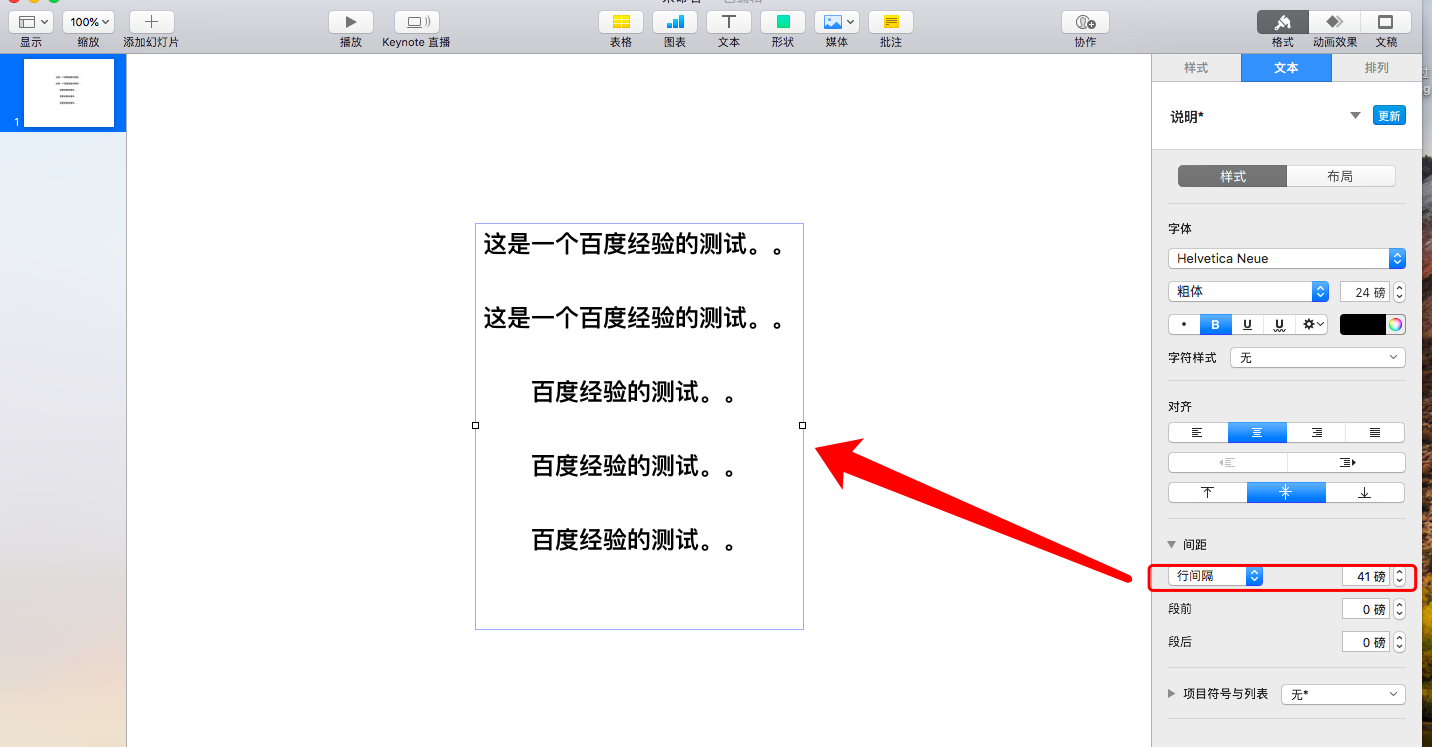 100%
显示
缩放
添加幻灯片
播放
Keynote 直播
表格
图表
文本
形状
媒体
批注
协作
格式
动画效果
文稿
1
这是一个百度经验的测试。。
这是一个百度经验的测试。。
百度经验的测试。。
百度经验的测试。。
百度经验的测试。。
样式
文本
排列
说明*
更新
样式
布局
字体
Helvetica Neue
粗体
24 磅
B
U
U
字符样式
无
对齐
间距
行间隔
41 磅
段前
0 磅
段后
0 磅
项目符号与列表
无*